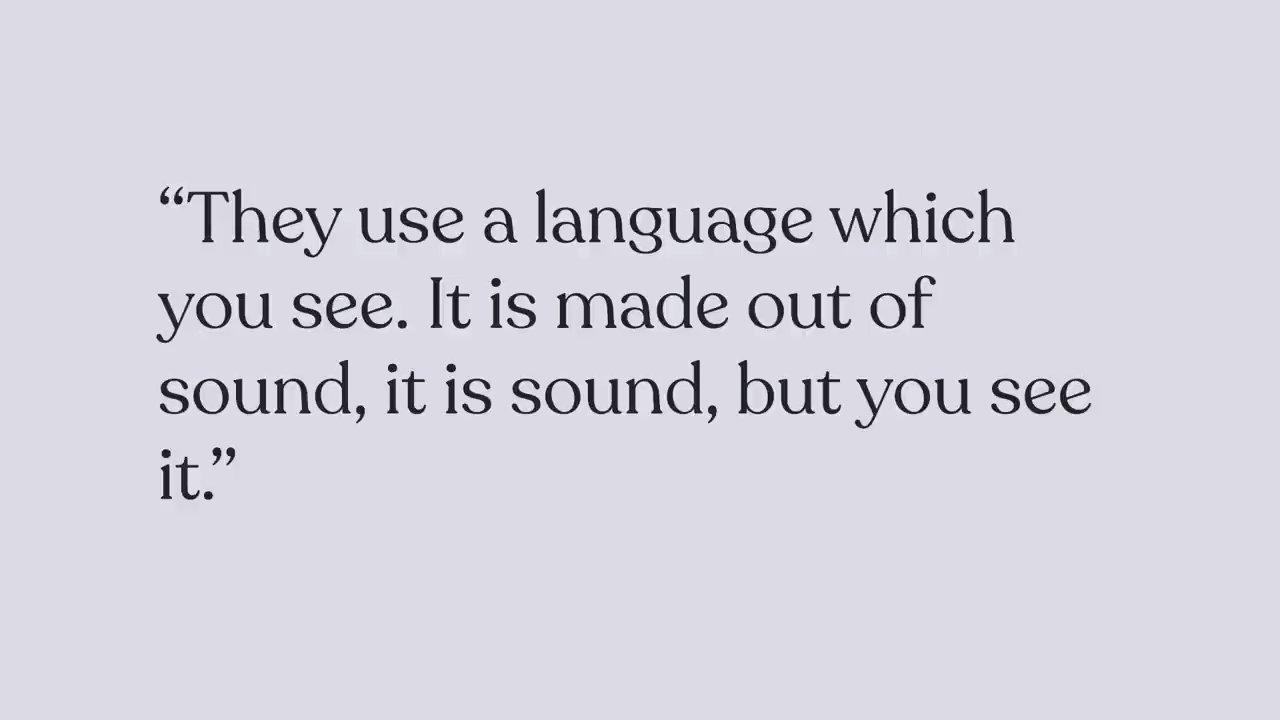 “They use a language which
you see. It is made out of
sound, it is sound, but you see
it.”